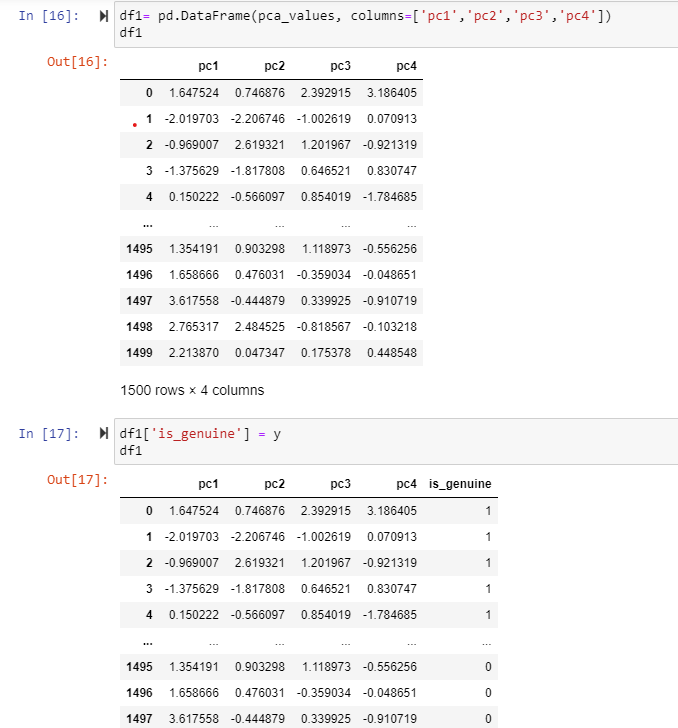 In [16]: df1= pd.DataFrame(pca_values, columns=['pc1','pc2','pc3','pc4'])
df1
Out[16]:
pc1 pc2 pc3 pc4
0 1.647524 0.746876 2.392915 3.186405
1 -2.019703 -2.206746 -1.002619 0.070913
2 -0.969007 2.619321 1.201967 -0.921319
3 -1.375629 -1.817808 0.646521 0.830747
4 0.150222 -0.566097 0.854019 -1.784685
... ... ... ... ...
1495 1.354191 0.903298 1.118973 -0.556256
1496 1.658666 0.476031 -0.359034 -0.048651
1497 3.617558 -0.444879 0.339925 -0.910719
1498 2.765317 2.484525 -0.818567 -0.103218
1499 2.213870 0.047347 0.175378 0.448548
1500 rows × 4 columns
In [17]: df1['is_genuine'] = y
df1
Out[17]:
pc1 pc2 pc3 pc4 is_genuine
0 1.647524 0.746876 2.392915 3.186405 1
1 -2.019703 -2.206746 -1.002619 0.070913 1
2 -0.969007 2.619321 1.201967 -0.921319 1
3 -1.375629 -1.817808 0.646521 0.830747 1
4 0.150222 -0.566097 0.854019 -1.784685 1
... ... ... ... ... ...
1495 1.354191 0.903298 1.118973 -0.556256 0
1496 1.658666 0.476031 -0.359034 -0.048651 0
1497 3.617558 -0.444879 0.339925 -0.910719 0